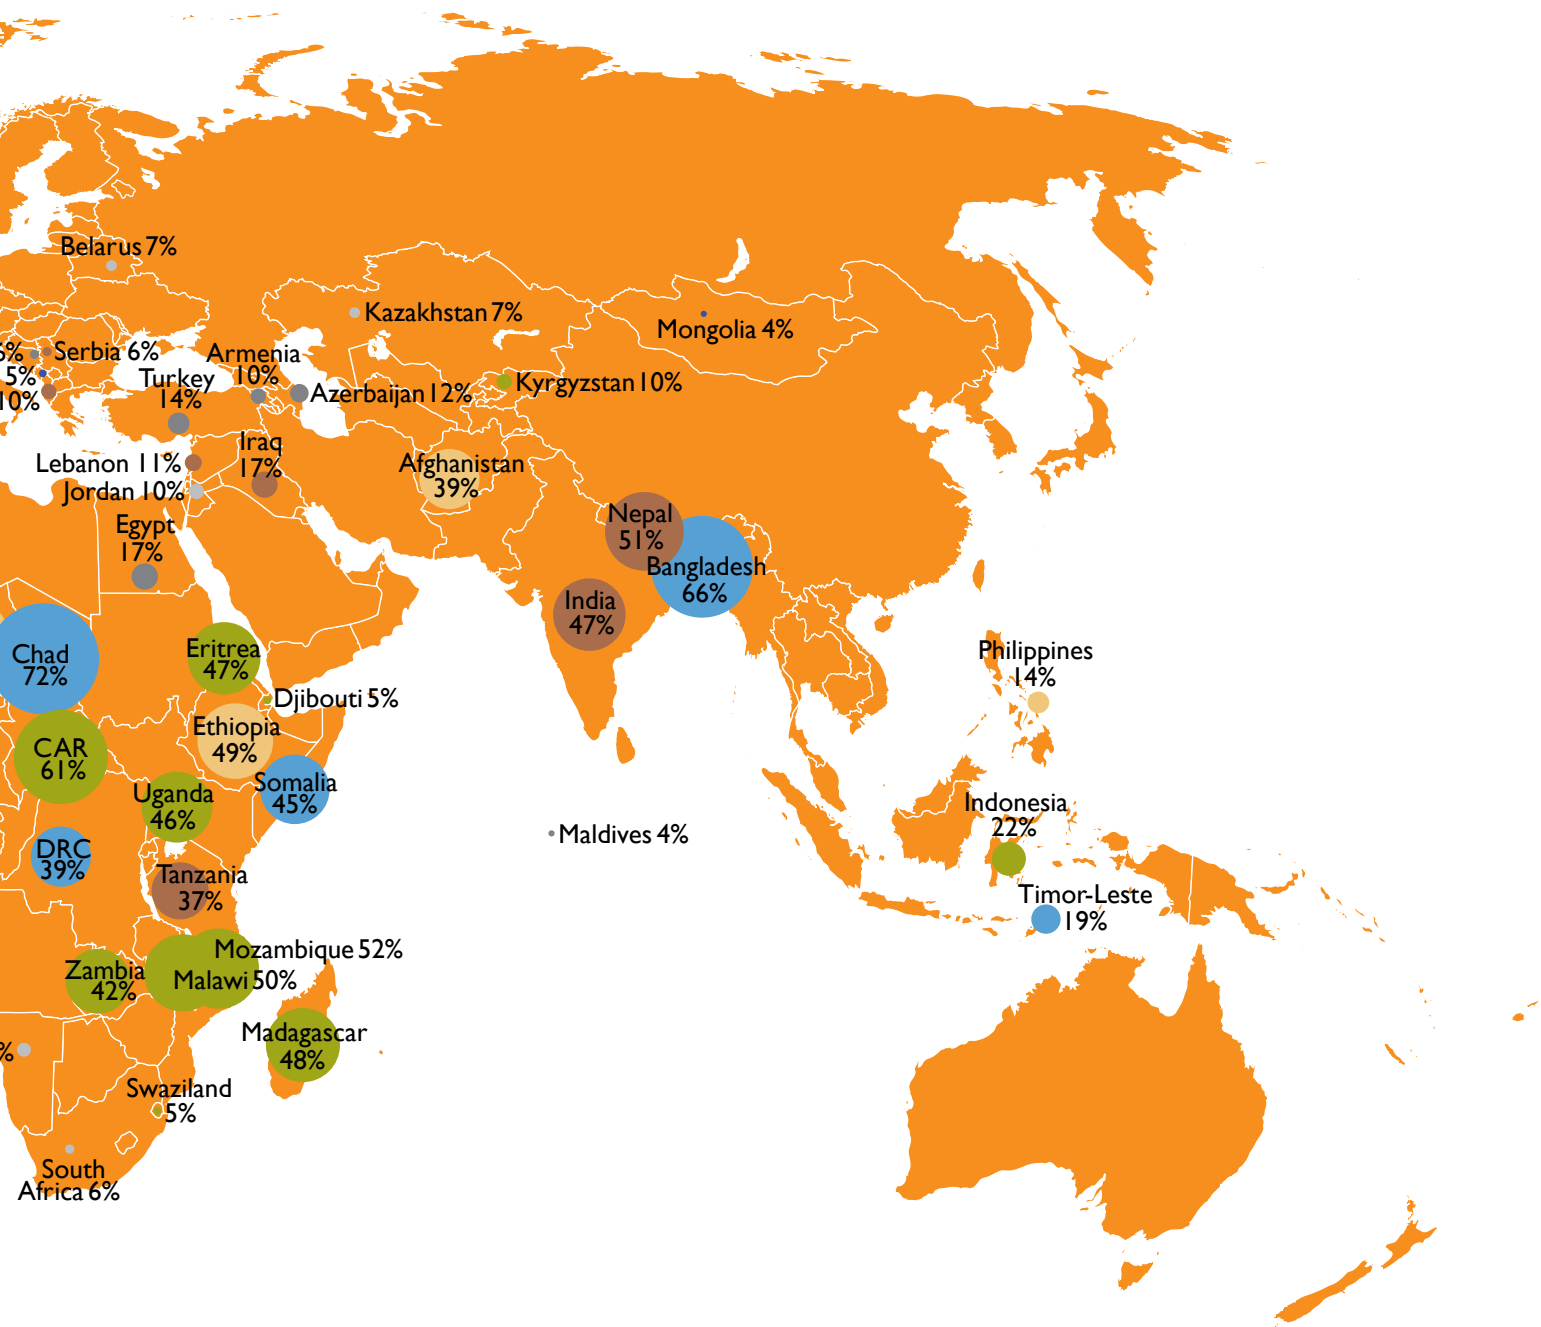 Belarus 7%
Kazakhstan 7%
Mongolia 4%
Serbia 6%
5%
10%
Armenia
10%
Turkey
14%
Azerbaijan 12%
Kyrgyzstan 10%
Iraq
17%
Lebanon 11%
Jordan 10%
Afghanistan
39%
Egypt
17%
Nepal
51%
Bangladesh
66%
India
47%
Chad
72%
Eritrea
47%
Djibouti 5%
Philippines
14%
CAR
61%
Ethiopia
49%
Somalia
45%
Uganda
46%
Maldives 4%
Indonesia
22%
DRC
39%
Tanzania
37%
Timor-Leste
19%
Mozambique 52%
Malawi 50%
Zambia
42%
Madagascar
48%
%
Swaziland
5%
South
Africa 6%